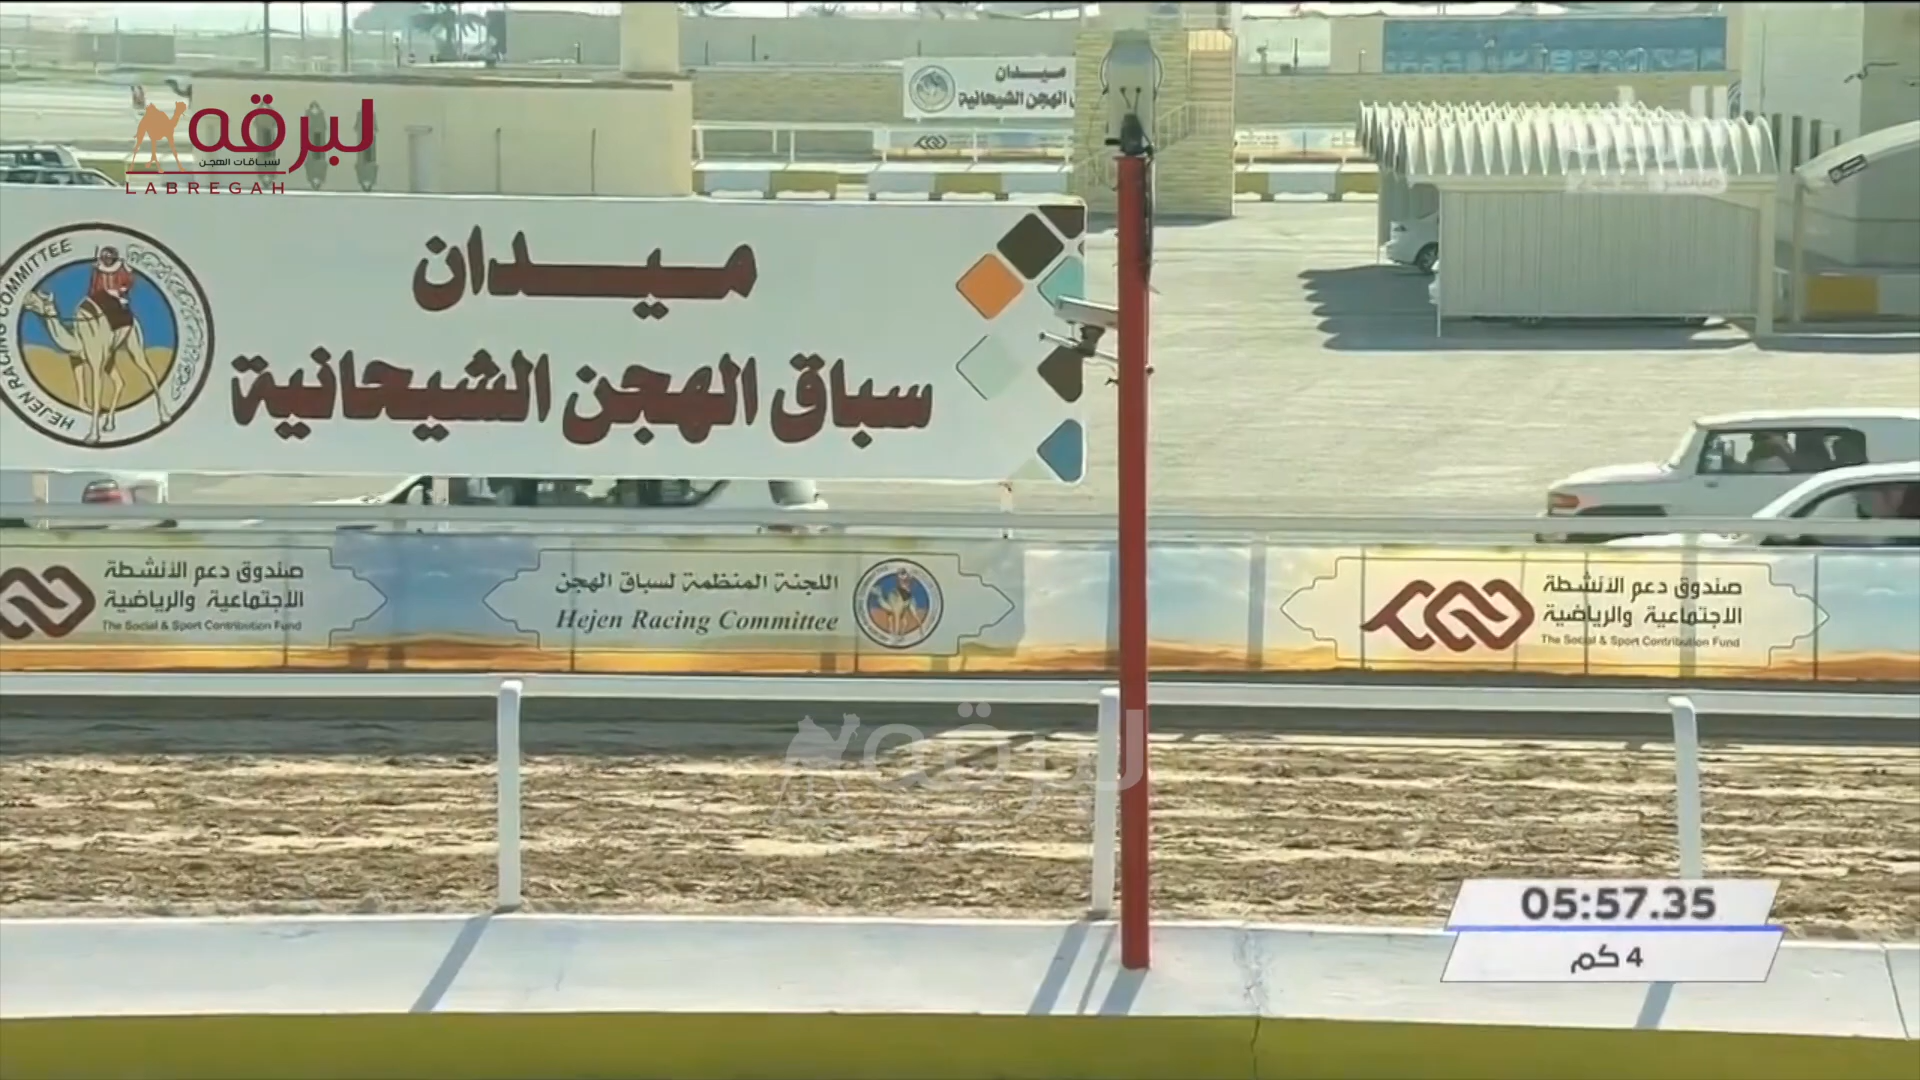 ميدان
الهجن الشيحانية
لبرقه
لسباقات الهجن
LABREGAH
HEJEN RACING COMMITTEE
ميدان
سباق الهجن الشيحانية
صندوق دعم الأنشطة
الاجتماعية والرياضية
The Social & Sport Contribution Fund
اللجنة المنظمة لسباق الهجن
Hejen Racing Committee
صندوق دعم الأنشطة
الاجتماعية والرياضية
The Social & Sport Contribution Fund
لبرقه
05:57.35
4 كم